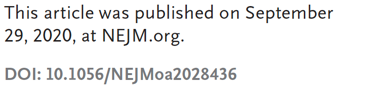 This article was published on September
29, 2020, at NEJM.org.
DOI: 10.1056/NEJMoa2028436